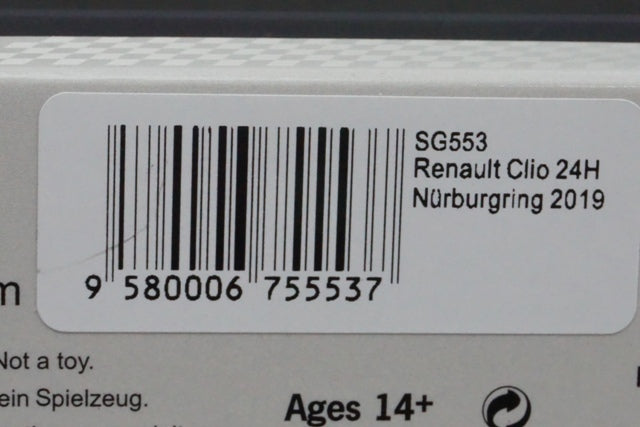 SG553
Renault Clio 24H
Nürburgring 2019
9 580006 755537
m
Not a toy.
ein Spielzeug.
Ages 14+